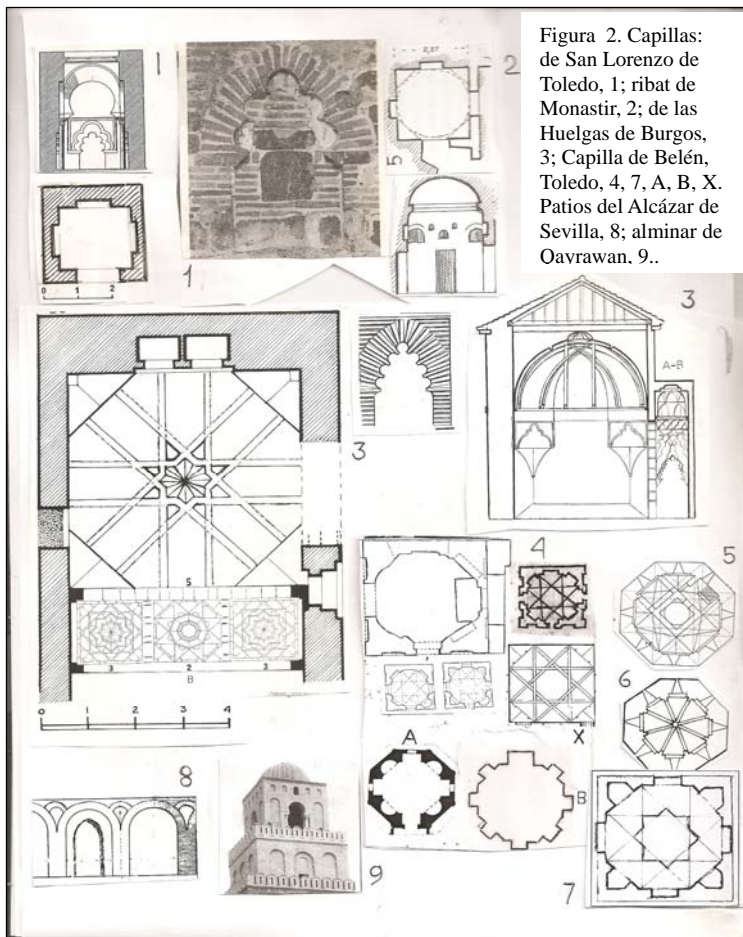 Figura 2. Capillas:
de San Lorenzo de
Toledo, 1; ribat de
Monastir, 2; de las
Huelgas de Burgos,
3; Capilla de Belén,
Toledo, 4, 7, A, B, X.
Patios del Alcázar de
Sevilla, 8; alminar de
Qayrawan, 9..
1
2,27
2
5
1
0 1 2
3
A-B
3
4
5
5
3 2 3
B
X
6
0 1 2 3 4
A
B
8
9
7